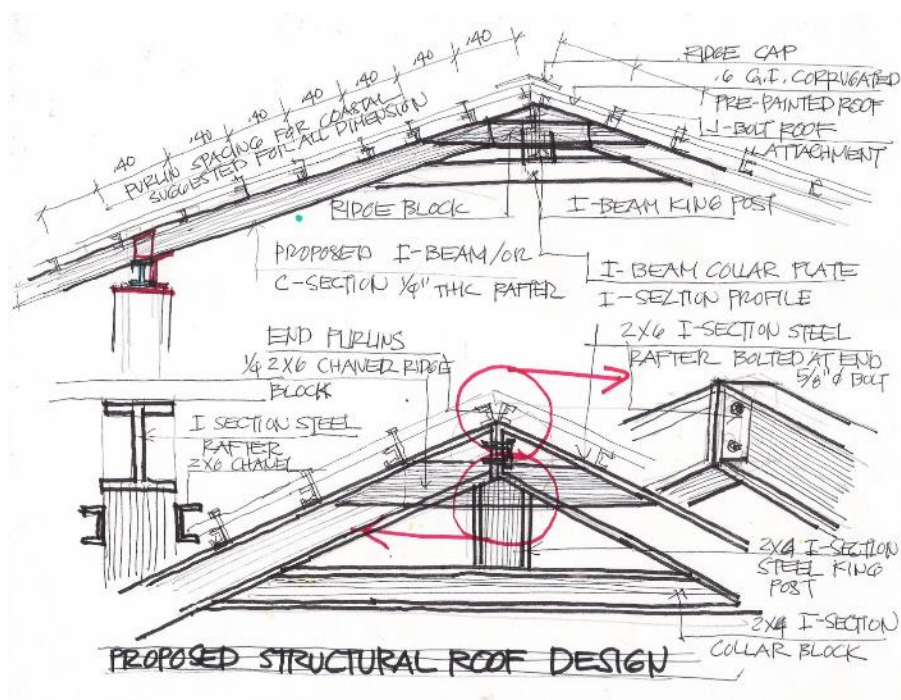 .40 .40 .40 .40 .40 .40 .40 .40
PURLIN SPACING FOR COASTAL
SUGGESTED FOR ALL DIMENSION
RIDGE CAP
.6 G.I. CORRUGATED
PRE-PAINTED ROOF
J-BOLT ROOF
ATTACHMENT
RIDGE BLOCK
I-BEAM KING POST
PROPOSED I-BEAM/OR
C-SECTION 1/4" THIC RAFTER
I-BEAM COLLAR PLATE
I-SECTION PROFILE
END PURLINS
1/4 2X6 CHANEL RIDGE
BLOCK
2X6 I-SECTION STEEL
RAFTER BOLTED AT END
5/8" Ø BOLT
I SECTION STEEL
RAFTER
2X6 CHANEL
2X4 I-SECTION
STEEL KING
POST
2X4 I-SECTION
COLLAR BLOCK
PROPOSED STRUCTURAL ROOF DESIGN